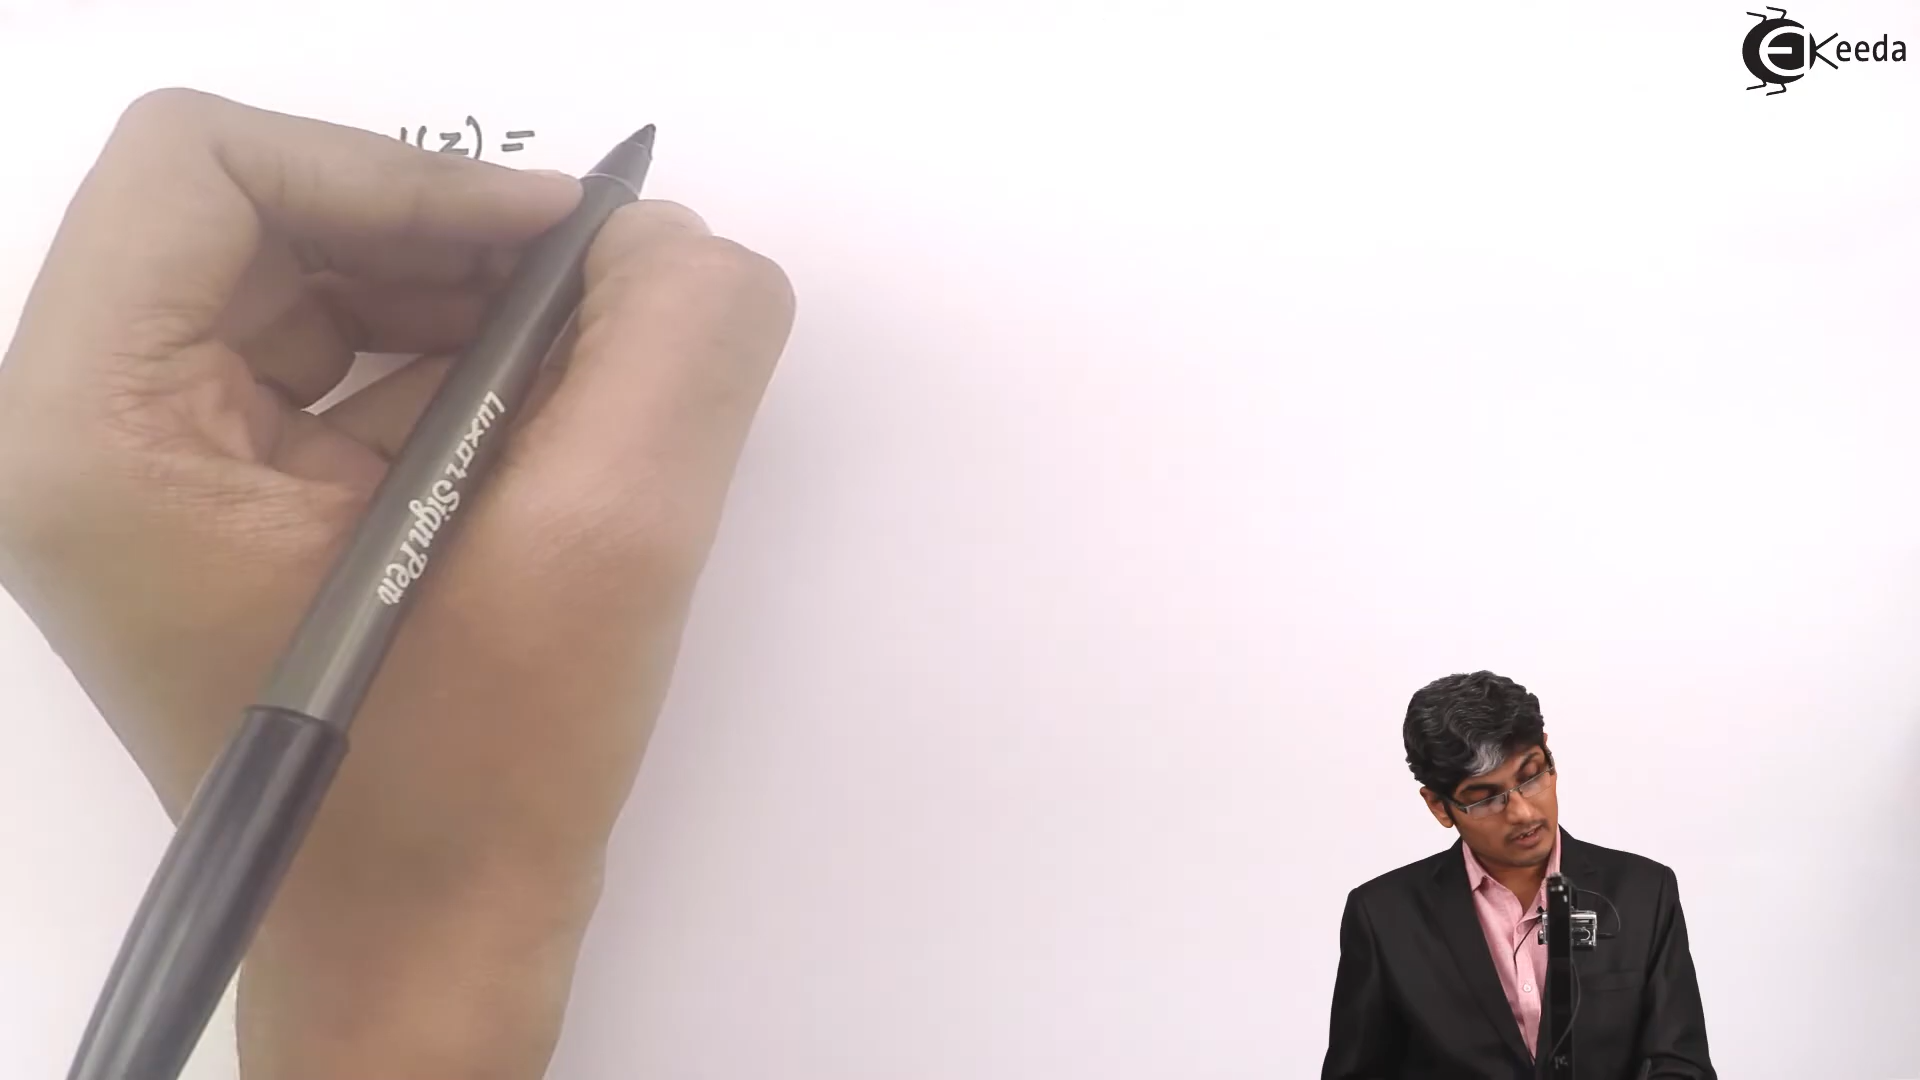 Keeda
(z) =
Luxor Sign Pen